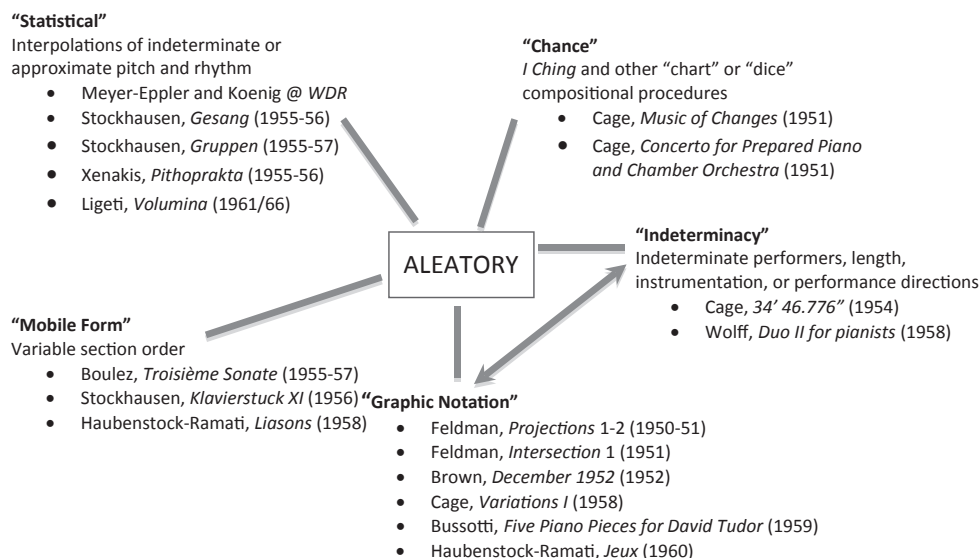 “Statistical”
Interpolations of indeterminate or
approximate pitch and rhythm
• Meyer-Eppler and Koenig @ WDR
• Stockhausen, Gesang (1955-56)
• Stockhausen, Gruppen (1955-57)
• Xenakis, Pithoprakta (1955-56)
• Ligeti, Volumina (1961/66)
“Chance”
I Ching and other “chart” or “dice”
compositional procedures
• Cage, Music of Changes (1951)
• Cage, Concerto for Prepared Piano
and Chamber Orchestra (1951)
ALEATORY
“Indeterminacy”
Indeterminate performers, length,
instrumentation, or performance directions
• Cage, 34’ 46.776” (1954)
• Wolff, Duo II for pianists (1958)
“Mobile Form”
Variable section order
• Boulez, Troisième Sonate (1955-57)
• Stockhausen, Klavierstuck XI (1956)
• Haubenstock-Ramati, Liasons (1958)
“Graphic Notation”
• Feldman, Projections 1-2 (1950-51)
• Feldman, Intersection 1 (1951)
• Brown, December 1952 (1952)
• Cage, Variations I (1958)
• Bussotti, Five Piano Pieces for David Tudor (1959)
• Haubenstock-Ramati, Jeux (1960)